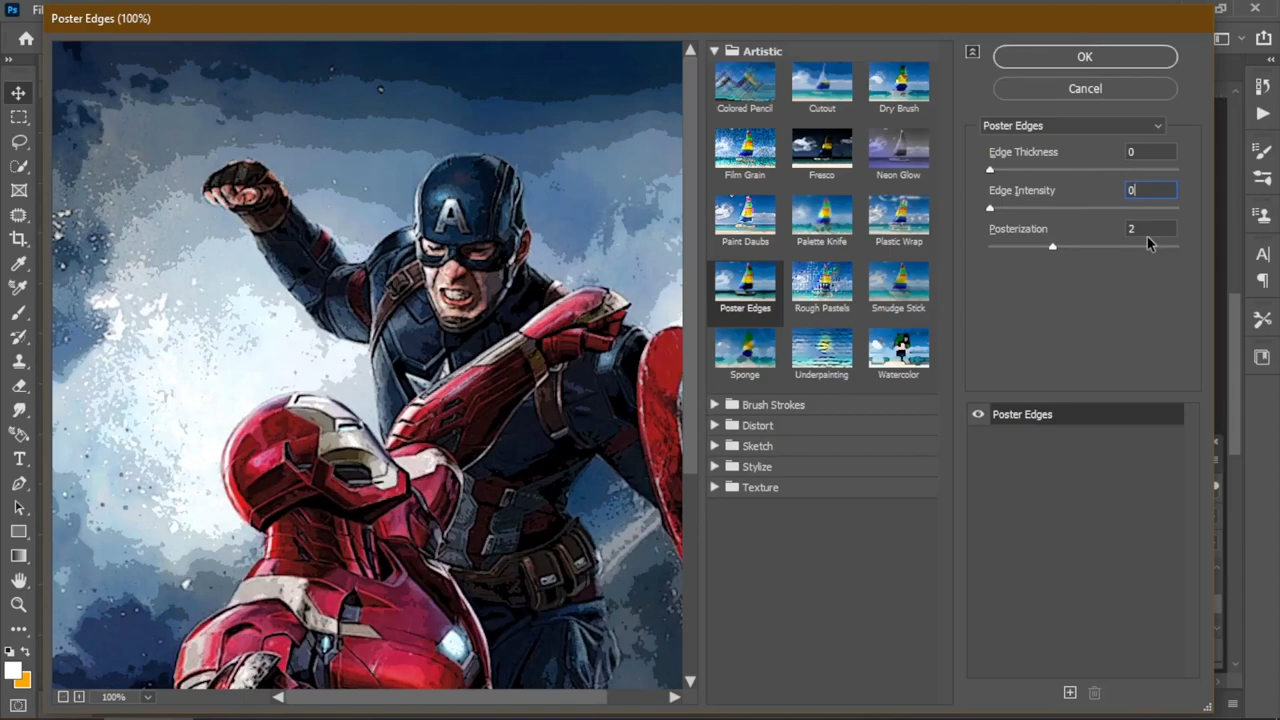 Ps
Fil
Poster Edges (100%)
Artistic
Colored Pencil
Cutout
Dry Brush
Film Grain
Fresco
Neon Glow
Paint Daubs
Palette Knife
Plastic Wrap
Poster Edges
Rough Pastels
Smudge Stick
Sponge
Underpainting
Watercolor
Brush Strokes
Distort
Sketch
Stylize
Texture
OK
Cancel
Poster Edges
Edge Thickness 0
Edge Intensity 0
Posterization 2
Poster Edges
A
100%